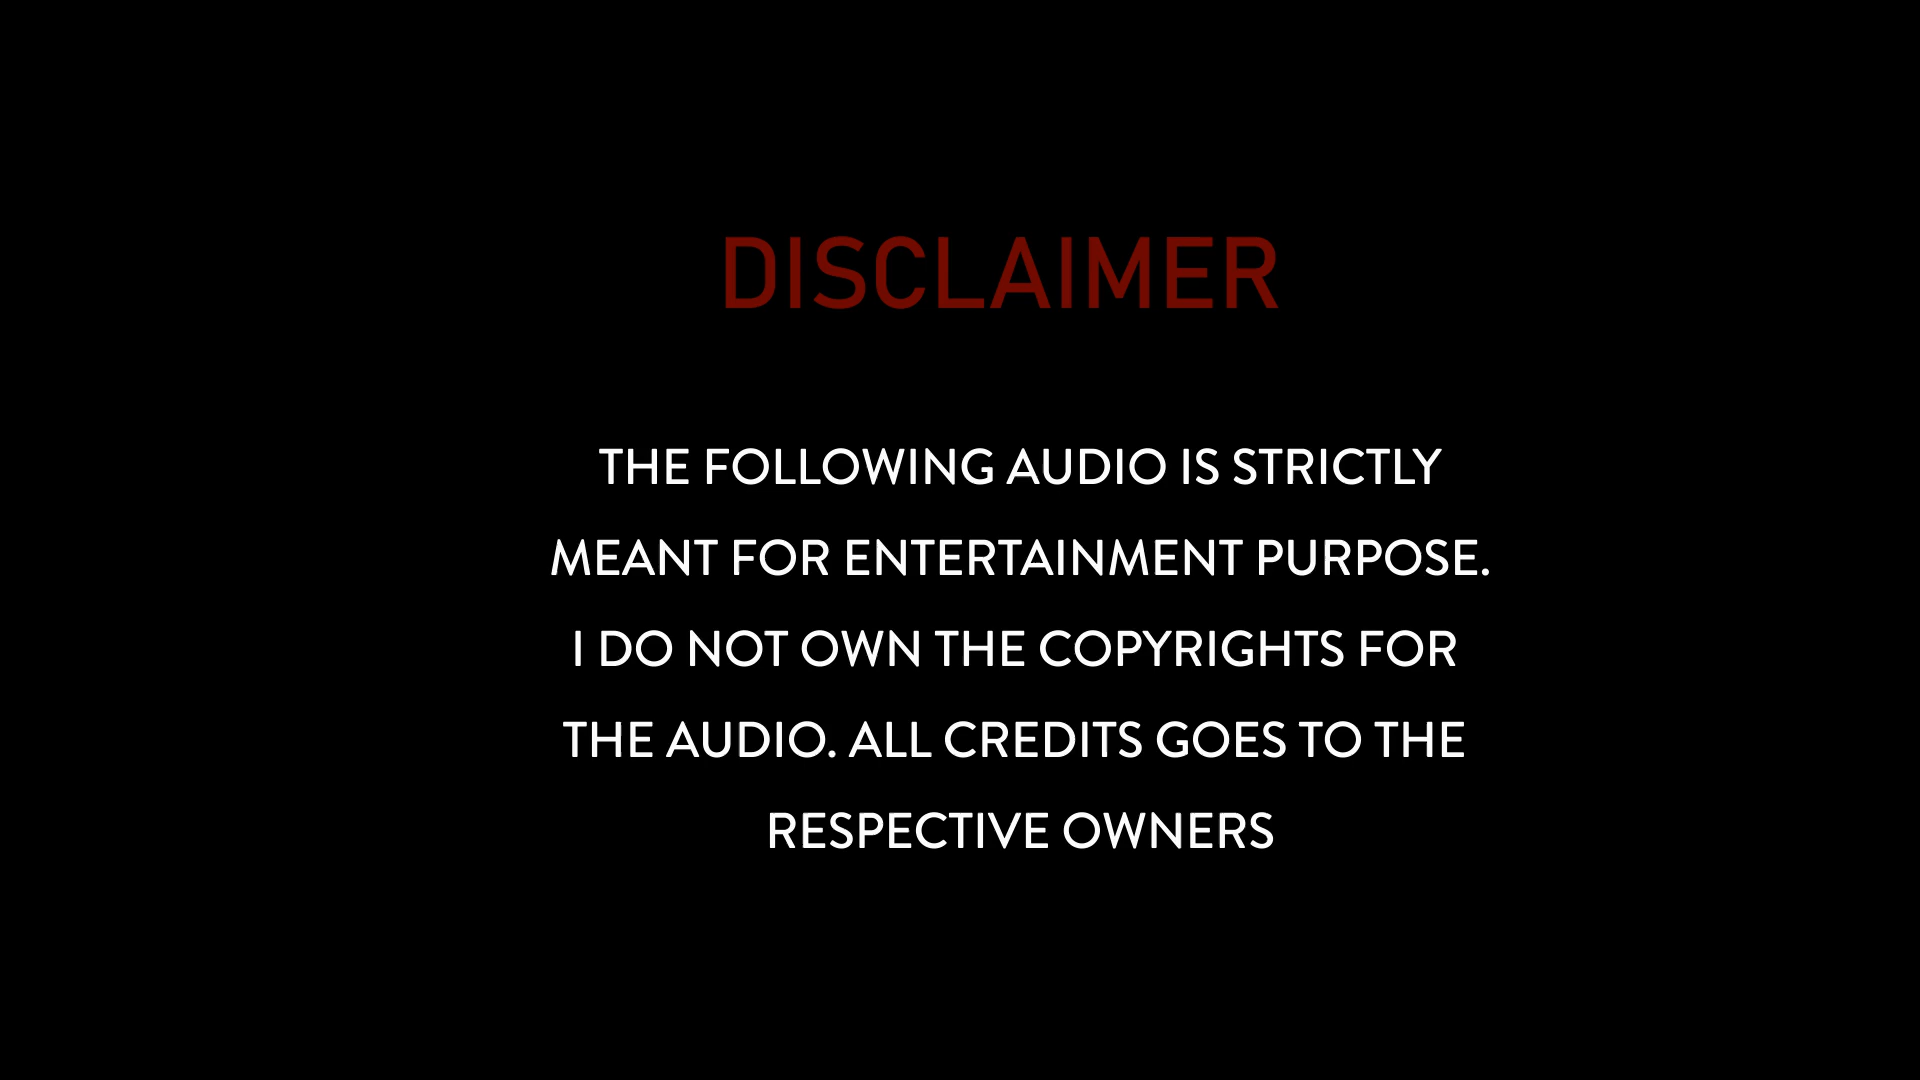 DISCLAIMER
THE FOLLOWING AUDIO IS STRICTLY
MEANT FOR ENTERTAINMENT PURPOSE.
I DO NOT OWN THE COPYRIGHTS FOR
THE AUDIO. ALL CREDITS GOES TO THE
RESPECTIVE OWNERS